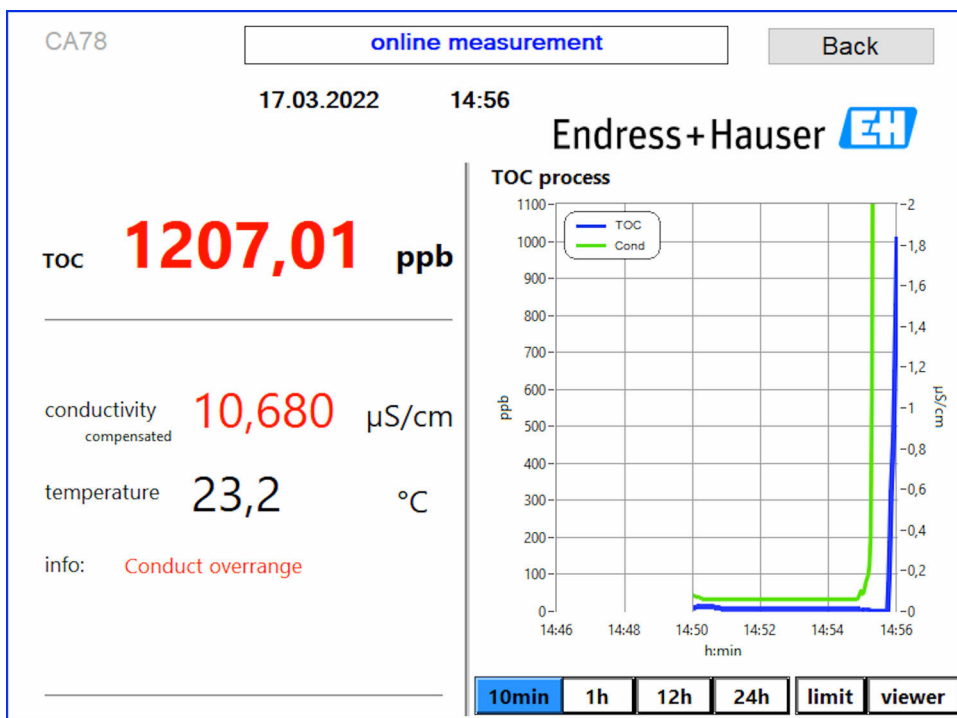 CA78
online measurement
Back
17.03.2022 14:56
Endress+Hauser EH
TOC 1207,01 ppb
conductivity compensated 10,680 µS/cm
temperature 23,2 °C
info: Conduct overrange
TOC process
TOC
Cond
1100
1000
900
800
700
600
500
400
300
200
100
0
ppb
2
1,8
1,6
1,4
1,2
1
0,8
0,6
0,4
0,2
0
µS/cm
14:46 14:48 14:50 14:52 14:54 14:56
h:min
10min 1h 12h 24h limit viewer